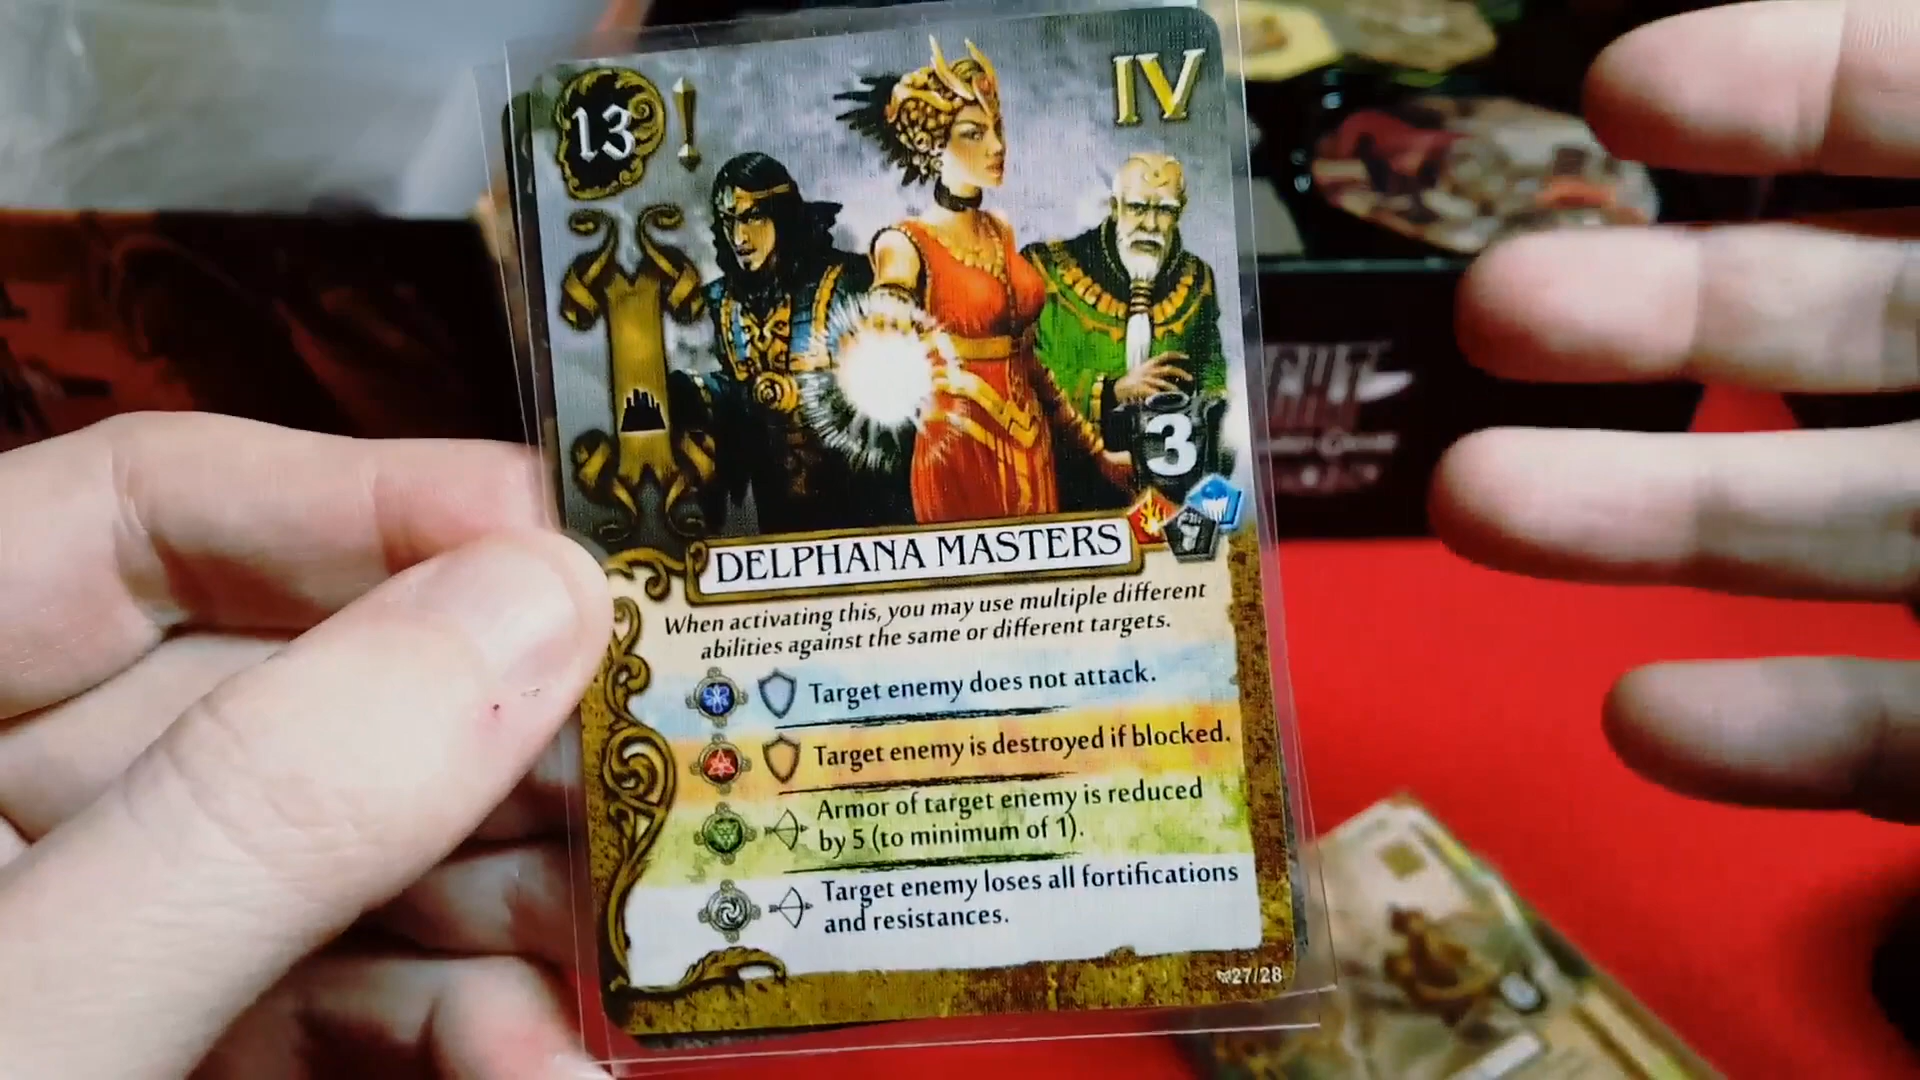 13
IV
3
DELPHANA MASTERS
When activating this, you may use multiple different
abilities against the same or different targets.
Target enemy does not attack.
Target enemy is destroyed if blocked.
Armor of target enemy is reduced
by 5 (to minimum of 1).
Target enemy loses all fortifications
and resistances.
27/28